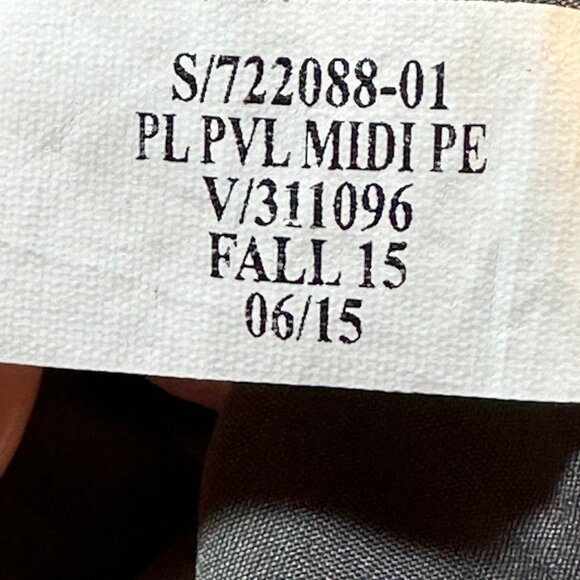 S/722088-01
PL PVL MIDI PE
V/311096
FALL 15
06/15